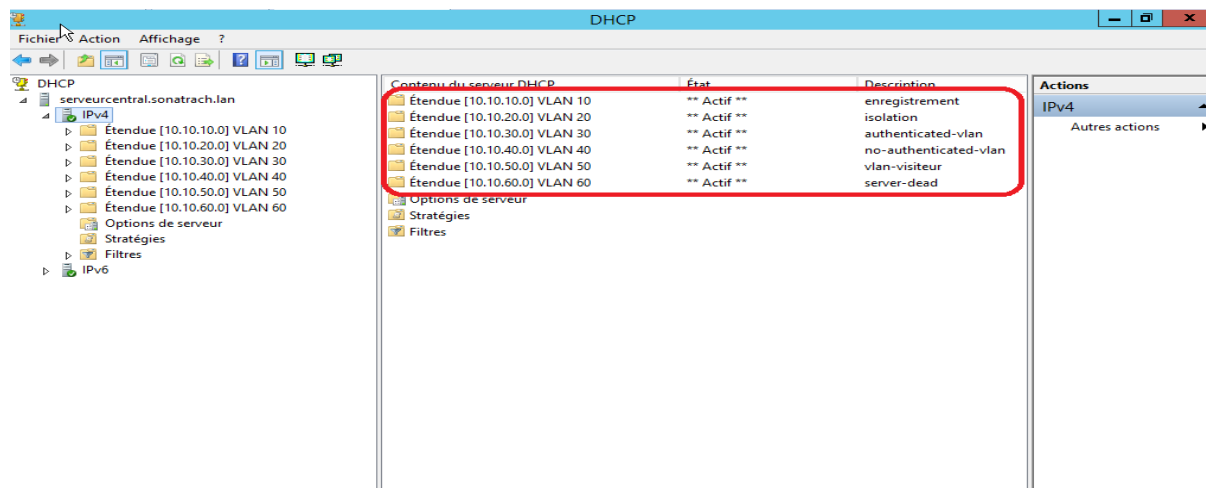 DHCP
Fichier Action Affichage ?
DHCP
serveurcentral.sonatrach.lan
IPv4
Étendue [10.10.10.0] VLAN 10
Étendue [10.10.20.0] VLAN 20
Étendue [10.10.30.0] VLAN 30
Étendue [10.10.40.0] VLAN 40
Étendue [10.10.50.0] VLAN 50
Étendue [10.10.60.0] VLAN 60
Options de serveur
Stratégies
Filtres
IPv6
Contenu du serveur DHCP État Description
Étendue [10.10.10.0] VLAN 10 ** Actif ** enregistrement
Étendue [10.10.20.0] VLAN 20 ** Actif ** isolation
Étendue [10.10.30.0] VLAN 30 ** Actif ** authenticated-vlan
Étendue [10.10.40.0] VLAN 40 ** Actif ** no-authenticated-vlan
Étendue [10.10.50.0] VLAN 50 ** Actif ** vlan-visiteur
Étendue [10.10.60.0] VLAN 60 ** Actif ** server-dead
Options de serveur
Stratégies
Filtres
Actions
IPv4
Autres actions